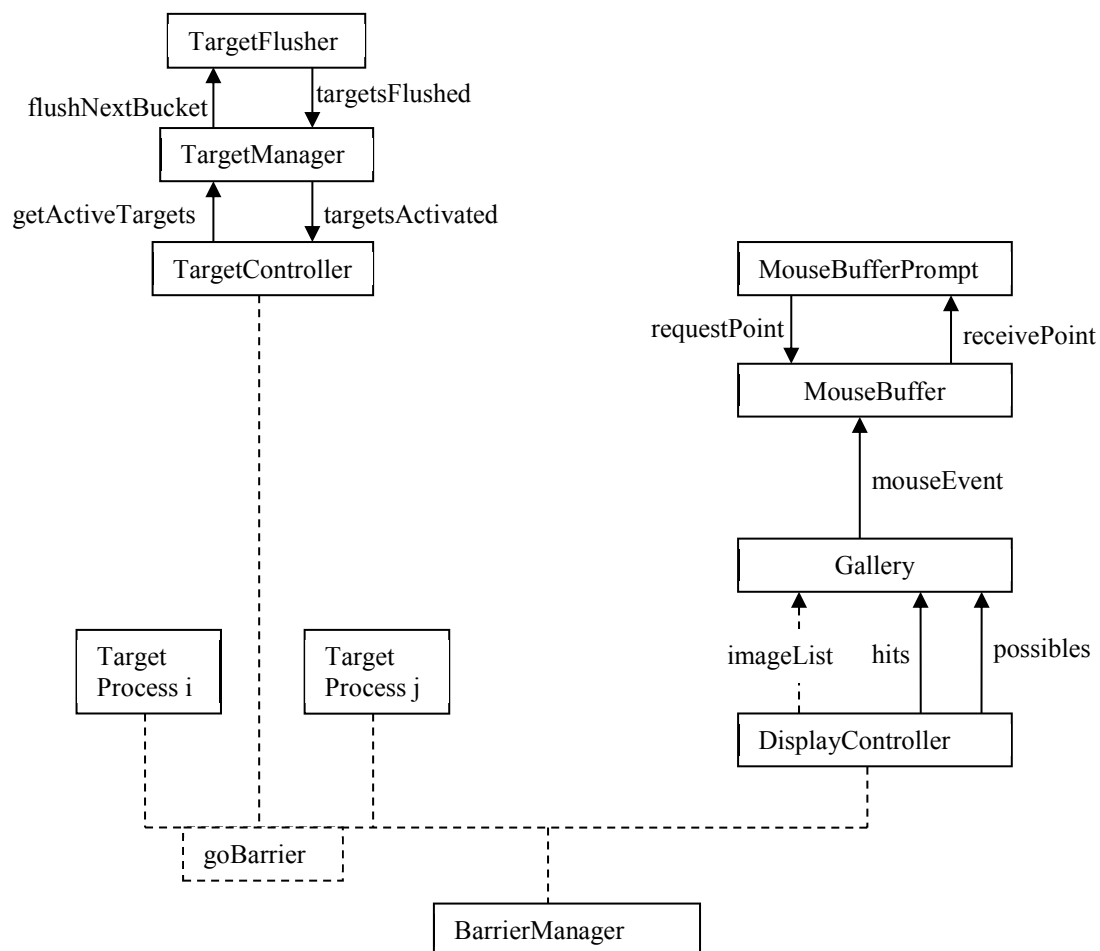 TargetFlusher
flushNextBucket
targetsFlushed
TargetManager
getActiveTargets
targetsActivated
TargetController
MouseBufferPrompt
requestPoint
receivePoint
MouseBuffer
mouseEvent
Gallery
imageList
hits
possibles
Target
Process i
Target
Process j
DisplayController
goBarrier
BarrierManager